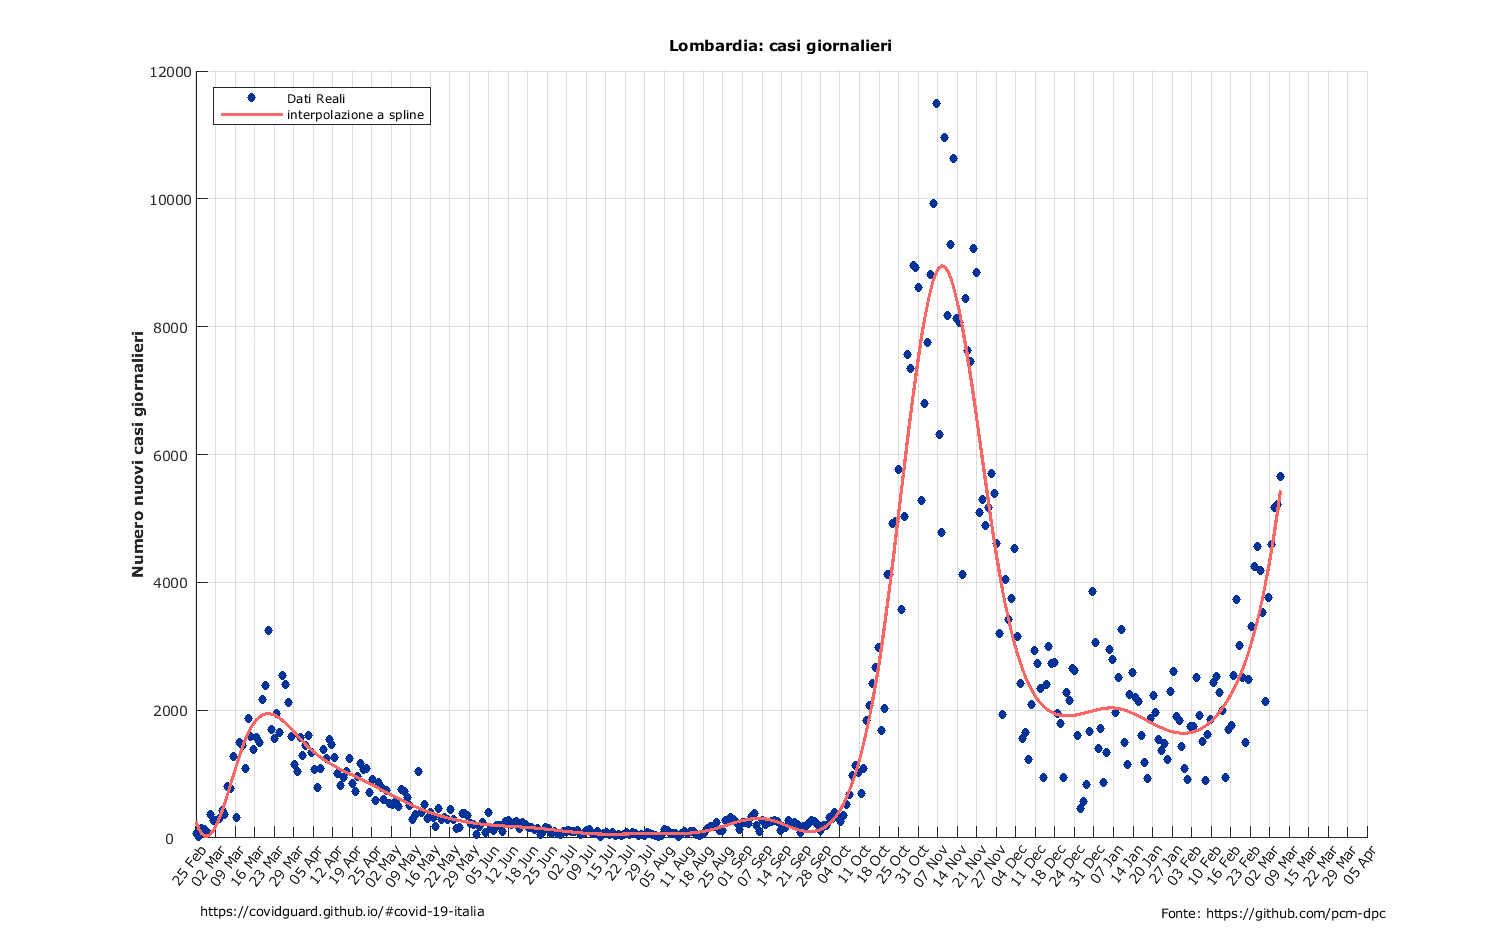 Lombardia: casi giornalieri
12000
10000
8000
6000
4000
2000
0
Numero nuovi casi giornalieri
Dati Reali
interpolazione a spline
25 Feb
02 Mar
09 Mar
16 Mar
23 Mar
29 Mar
05 Apr
12 Apr
19 Apr
25 Apr
02 May
09 May
16 May
22 May
29 May
05 Jun
12 Jun
18 Jun
25 Jun
02 Jul
09 Jul
15 Jul
22 Jul
29 Jul
05 Aug
11 Aug
18 Aug
25 Aug
01 Sep
07 Sep
14 Sep
21 Sep
28 Sep
04 Oct
11 Oct
18 Oct
25 Oct
31 Oct
07 Nov
14 Nov
21 Nov
27 Nov
04 Dec
11 Dec
18 Dec
24 Dec
31 Dec
07 Jan
14 Jan
20 Jan
27 Jan
03 Feb
10 Feb
16 Feb
23 Feb
02 Mar
09 Mar
15 Mar
22 Mar
29 Mar
05 Apr
https://covidguard.github.io/#covid-19-italia
Fonte: https://github.com/pcm-dpc